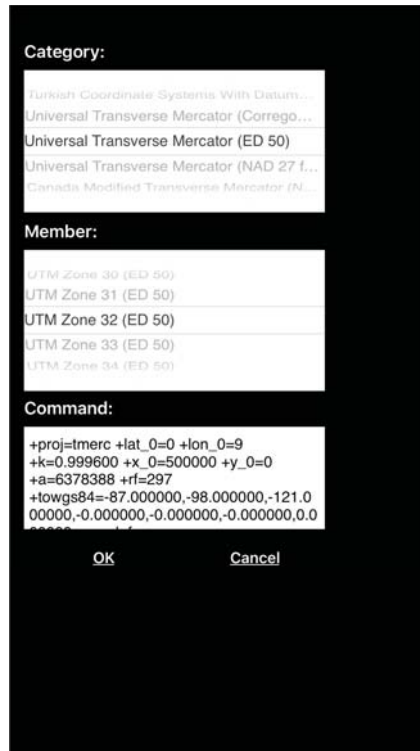 Category:
Turkish Coordinate Systems With Datum...
Universal Transverse Mercator (Corrego...
Universal Transverse Mercator (ED 50)
Universal Transverse Mercator (NAD 27 f...
Canada Modified Transverse Mercator (N...
Member:
UTM Zone 30 (ED 50)
UTM Zone 31 (ED 50)
UTM Zone 32 (ED 50)
UTM Zone 33 (ED 50)
UTM Zone 34 (ED 50)
Command:
+proj=tmerc +lat_0=0 +lon_0=9
+k=0.999600 +x_0=500000 +y_0=0
+a=6378388 +rf=297
+towgs84=-87.000000,-98.000000,-121.0
00000,-0.000000,-0.000000,-0.000000,0.0
OK Cancel